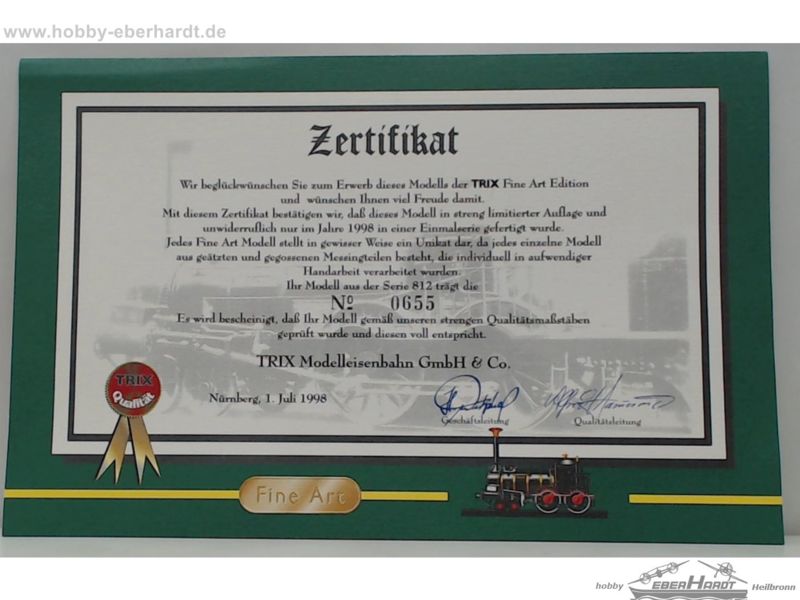 www.hobby-eberhardt.de
Zertifikat
Wir beglückwünschen Sie zum Erwerb dieses Modells der TRIX Fine Art Edition
und wünschen Ihnen viel Freude damit.
Mit diesem Zertifikat bestätigen wir, daß dieses Modell in streng limitierter Auflage und
unwiderruflich nur im Jahre 1998 in einer Einmalserie gefertigt wurde.
Jedes Fine Art Modell stellt in gewisser Weise ein Unikat dar, da jedes einzelne Modell
aus geätzten und gegossenen Messingteilen besteht, die individuell in aufwendiger
Handarbeit verarbeitet wurden.
Ihr Modell aus der Serie 812 trägt die
Nº 0655
Es wird bescheinigt, daß Ihr Modell gemäß unseren strengen Qualitätsmaßstäben
geprüft wurde und diesen voll entspricht.
TRIX Modelleisenbahn GmbH & Co.
TRIX
Qualität
Nürnberg, 1. Juli 1998
Geschäftsleitung
Qualitätsleitung
Fine Art
hobby EBERHARDT Heilbronn